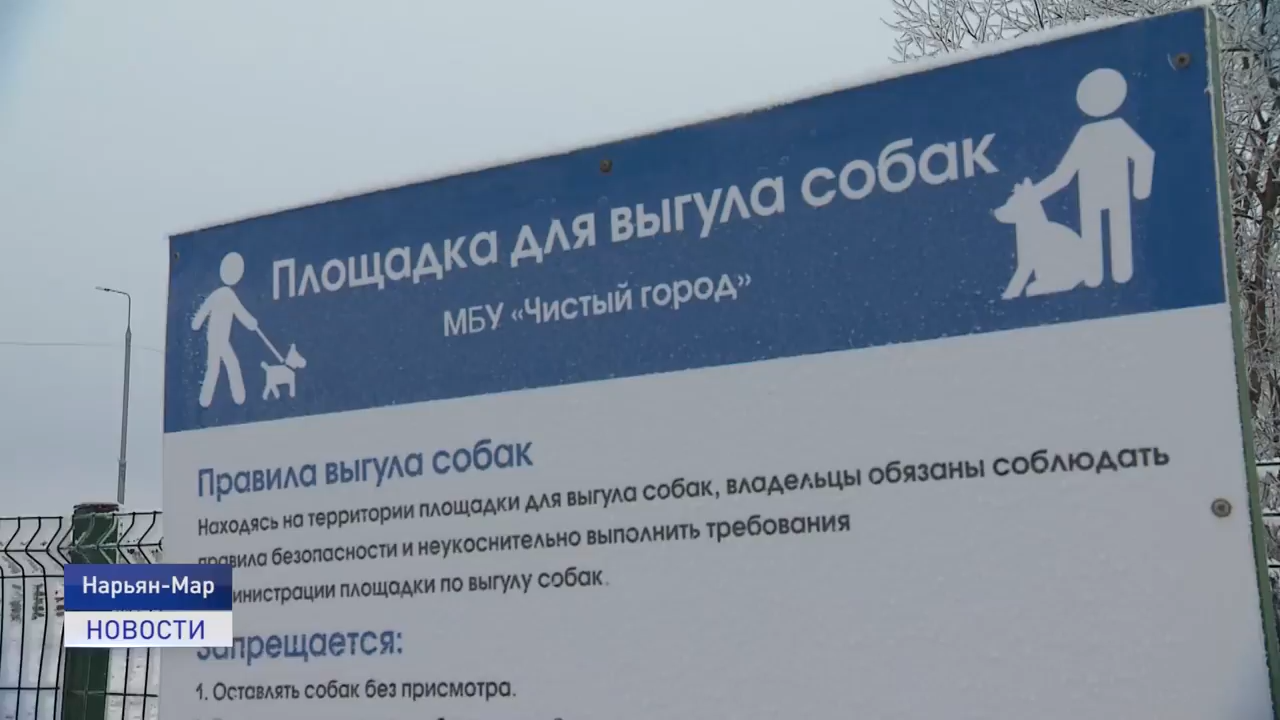 Площадка для выгула собак
МБУ «Чистый город»
Правила выгула собак
Находясь на территории площадки для выгула собак, владельцы обязаны соблюдать
правила безопасности и неукоснительно выполнить требования
площадки по выгулу собак.
Запрещается:
1. Оставлять собак без присмотра.
Нарьян-Мар
НОВОСТИ